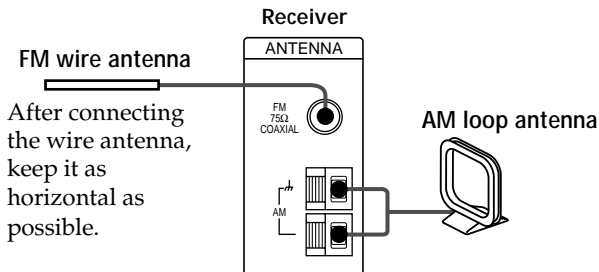 Receiver
ANTENNA
FM wire antenna
After connecting
the wire antenna,
keep it as
horizontal as
possible.
FM
75Ω
COAXIAL
AM
AM loop antenna